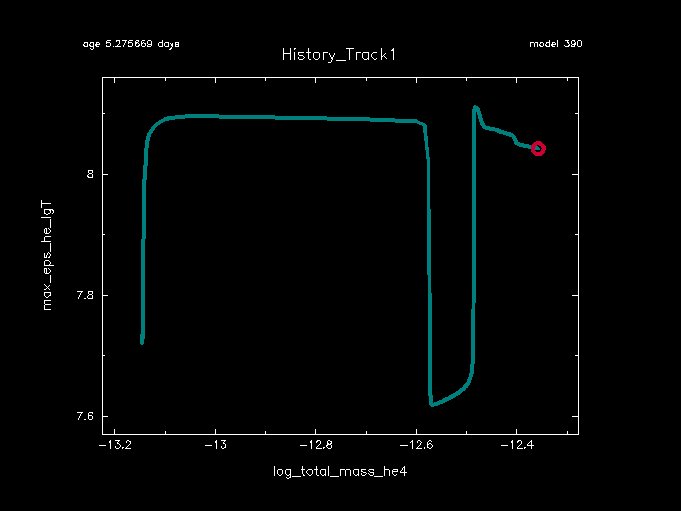 age 5.275669 days
model 390
History_Track1
8
7.8
7.6
max_eps_he_lgT
−13.2
−13
−12.8
−12.6
−12.4
log_total_mass_he4